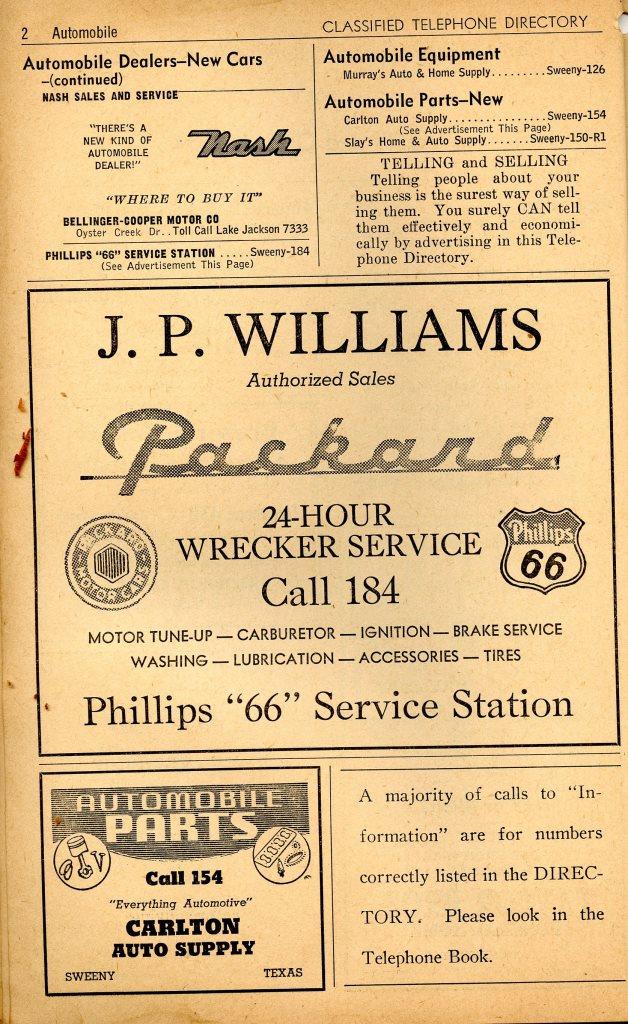 2 Automobile
CLASSIFIED TELEPHONE DIRECTORY
Automobile Dealers—New Cars
—(continued)
NASH SALES AND SERVICE
"THERE'S A
NEW KIND OF
AUTOMOBILE
DEALER!"
Nash
"WHERE TO BUY IT"
BELLINGER-COOPER MOTOR CO
Oyster Creek Dr..Toll Call Lake Jackson 7333
PHILLIPS "66" SERVICE STATION .....Sweeny-184
(See Advertisement This Page)
Automobile Equipment
Murray's Auto & Home Supply.........Sweeny-126
Automobile Parts—New
Carlton Auto Supply................Sweeny-154
(See Advertisement This Page)
Slay's Home & Auto Supply.......Sweeny-150-R1
TELLING and SELLING
Telling people about your
business is the surest way of sell-
ing them. You surely CAN tell
them effectively and economi-
cally by advertising in this Tele-
phone Directory.
J. P. WILLIAMS
Authorized Sales
Packard
24-HOUR
WRECKER SERVICE
Call 184
PACKARD
MOTOR CARS
Phillips
66
MOTOR TUNE-UP — CARBURETOR — IGNITION — BRAKE SERVICE
WASHING — LUBRICATION — ACCESSORIES — TIRES
Phillips "66" Service Station
AUTOMOBILE
PARTS
Call 154
"Everything Automotive"
CARLTON
AUTO SUPPLY
SWEENY TEXAS
A majority of calls to "In-
formation" are for numbers
correctly listed in the DIREC-
TORY. Please look in the
Telephone Book.